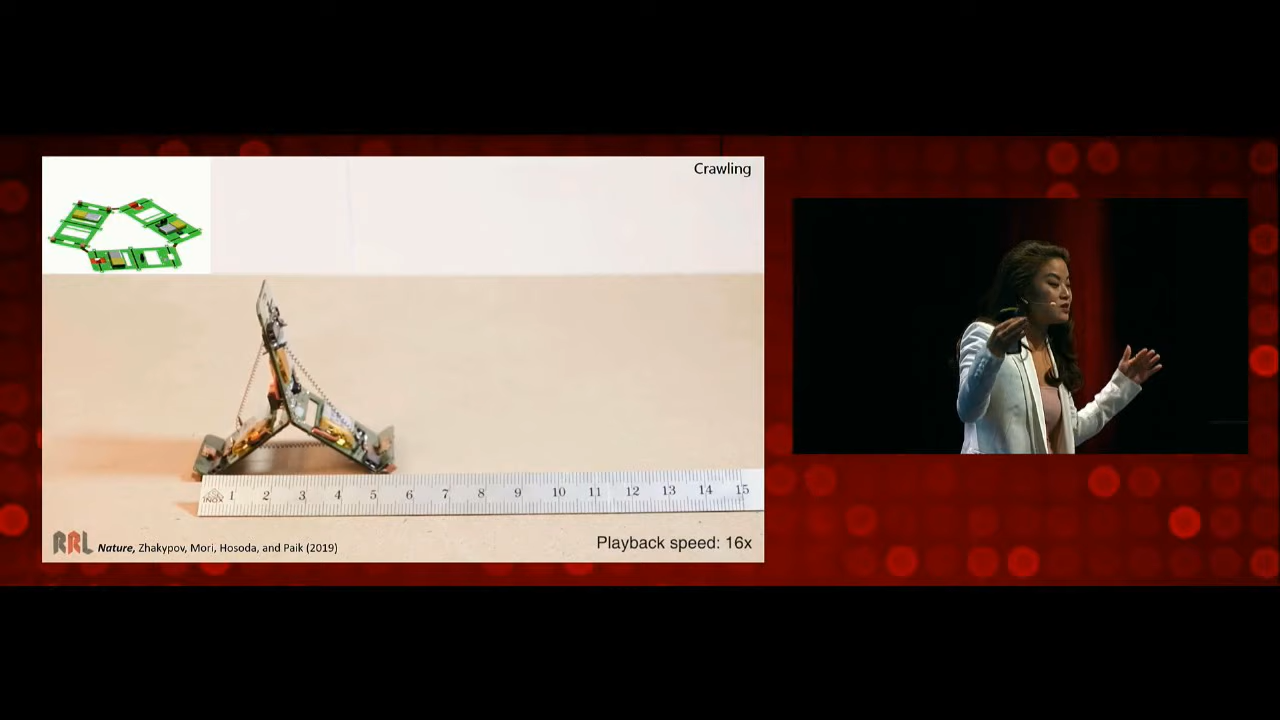 Crawling
INOX
1 2 3 4 5 6 7 8 9 10 11 12 13 14 15
RRL Nature, Zhakypov, Mori, Hosoda, and Paik (2019)
Playback speed: 16x